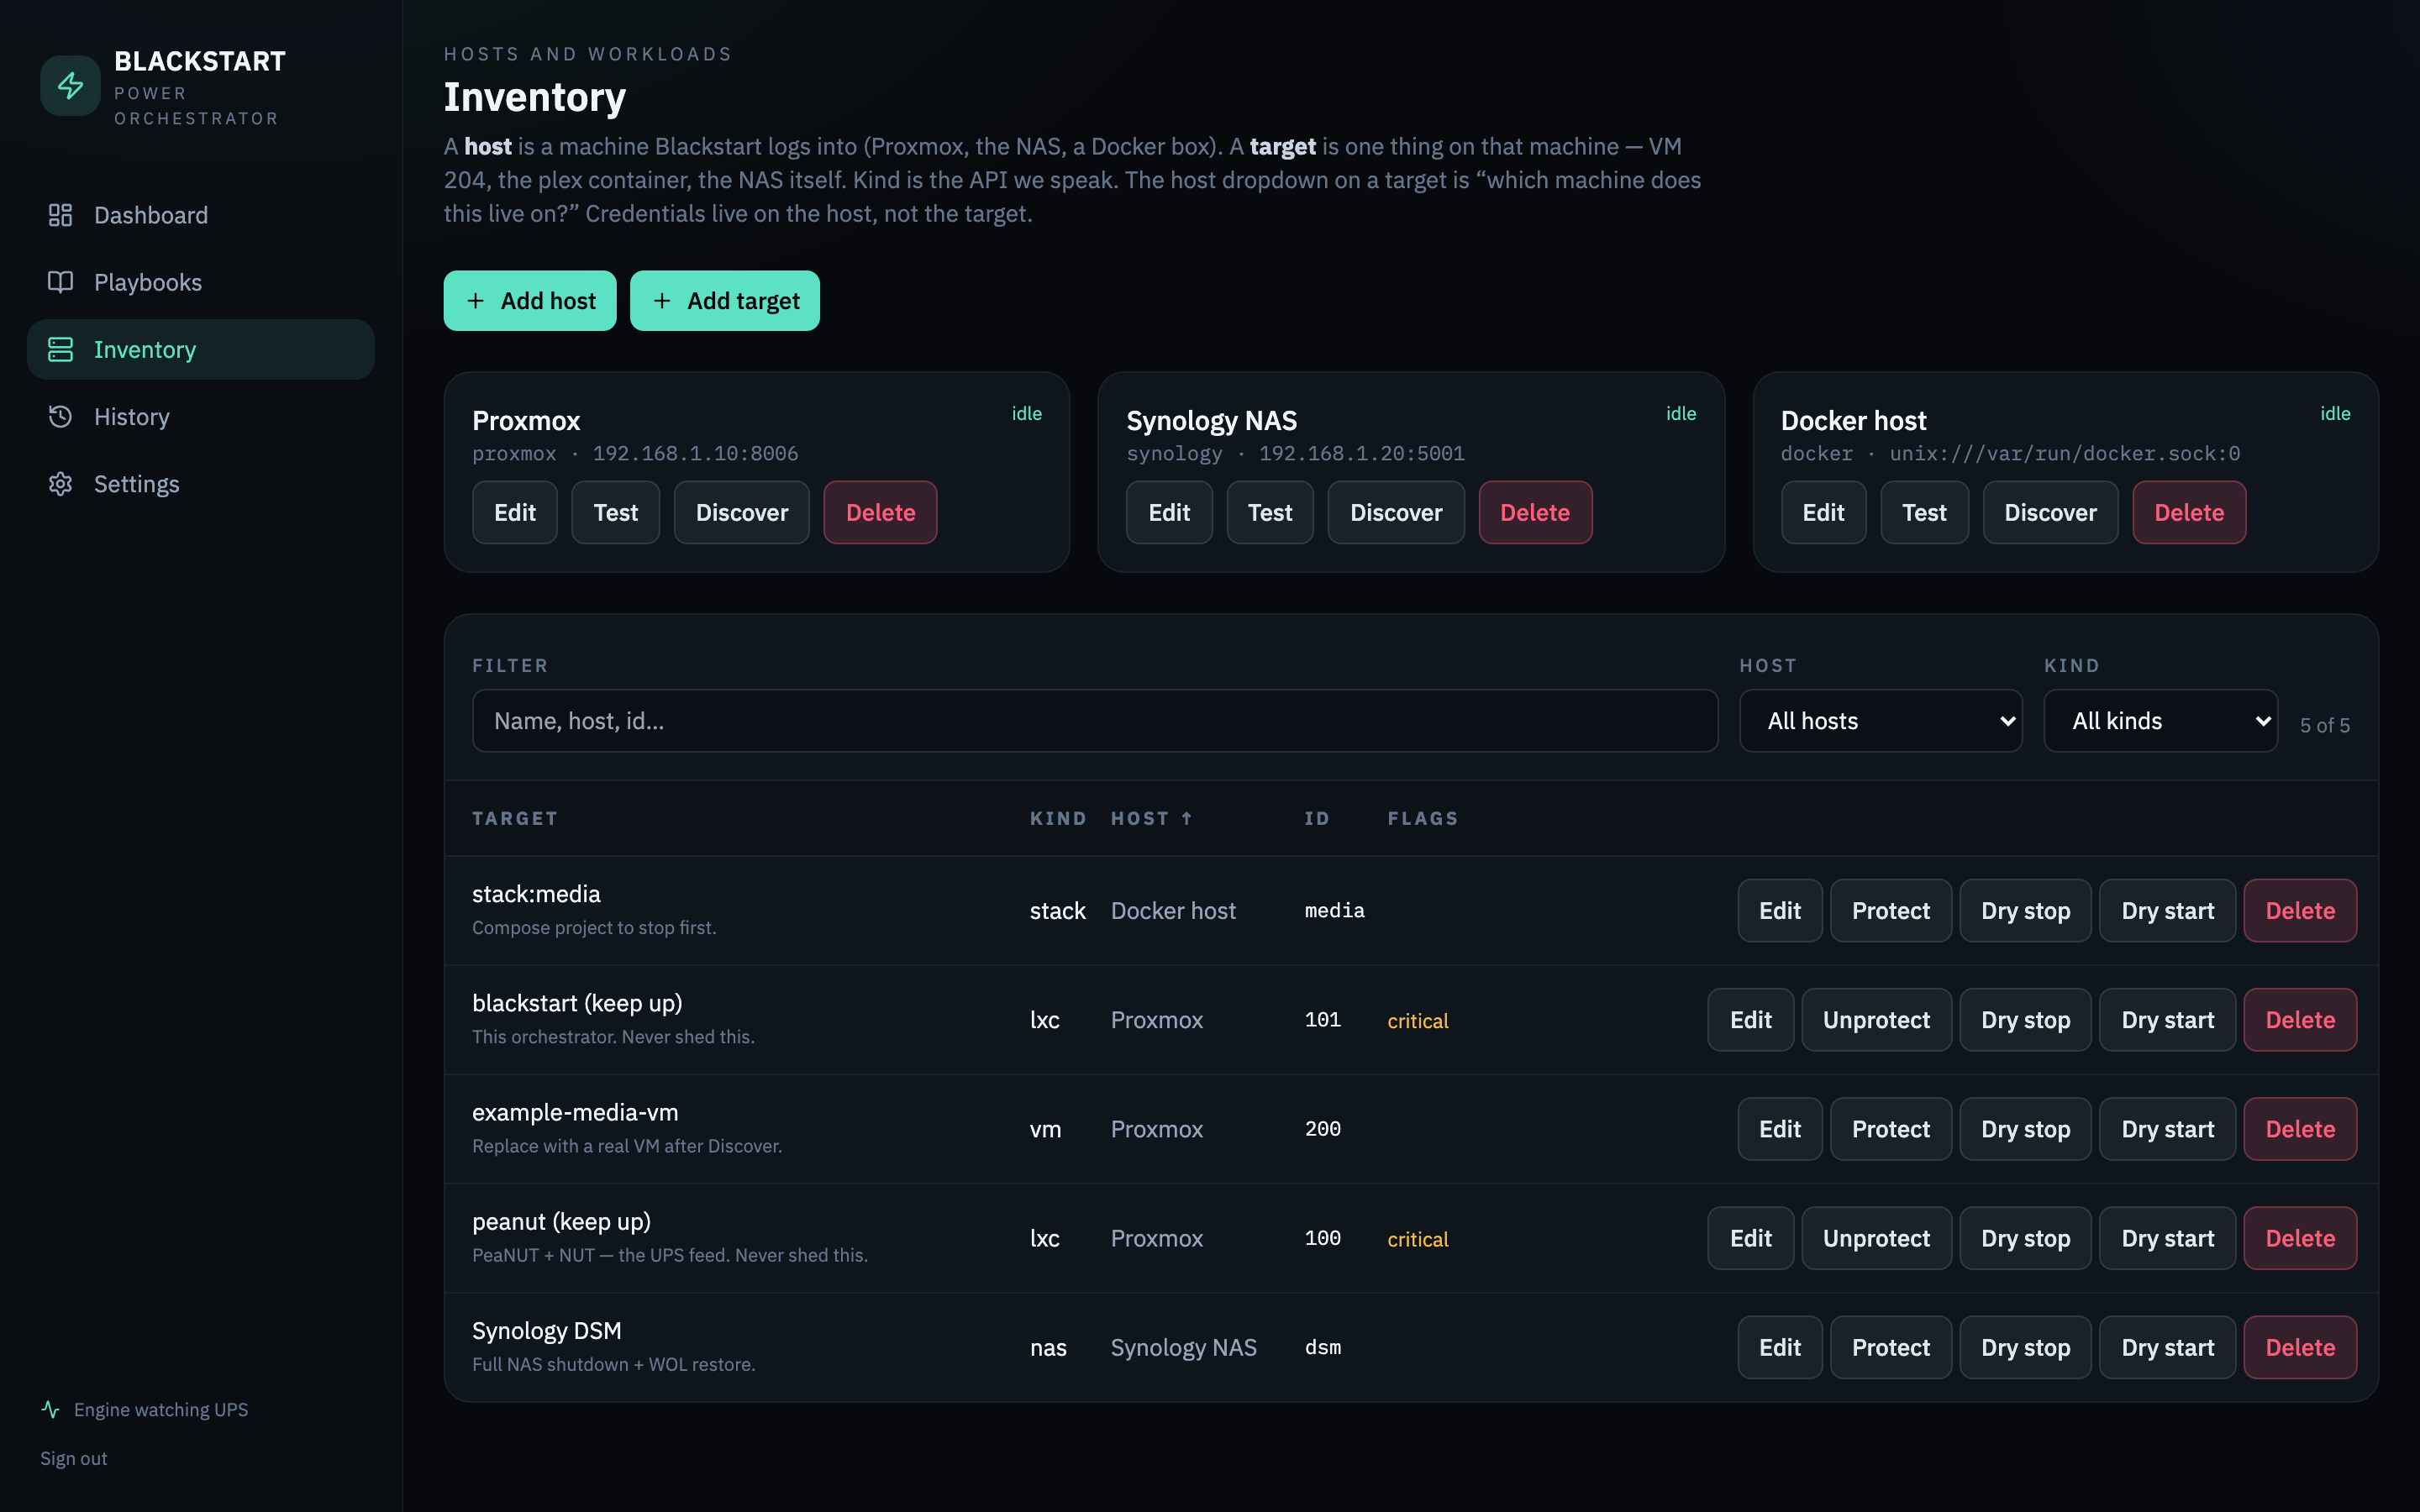 BLACKSTART
POWER
ORCHESTRATOR
Dashboard
Playbooks
Inventory
History
Settings
Engine watching UPS
Sign out
HOSTS AND WORKLOADS
Inventory
A host is a machine Blackstart logs into (Proxmox, the NAS, a Docker box). A target is one thing on that machine — VM
204, the plex container, the NAS itself. Kind is the API we speak. The host dropdown on a target is “which machine does
this live on?” Credentials live on the host, not the target.
+ Add host + Add target
Proxmox idle
proxmox · 192.168.1.10:8006
Edit Test Discover Delete
Synology NAS idle
synology · 192.168.1.20:5001
Edit Test Discover Delete
Docker host idle
docker · unix:///var/run/docker.sock:0
Edit Test Discover Delete
FILTER HOST KIND
Name, host, id... All hosts All kinds 5 of 5
TARGET KIND HOST ↑ ID FLAGS
stack:media
Compose project to stop first.
stack Docker host media Edit Protect Dry stop Dry start Delete
blackstart (keep up)
This orchestrator. Never shed this.
lxc Proxmox 101 critical Edit Unprotect Dry stop Dry start Delete
example-media-vm
Replace with a real VM after Discover.
vm Proxmox 200 Edit Protect Dry stop Dry start Delete
peanut (keep up)
PeaNUT + NUT — the UPS feed. Never shed this.
lxc Proxmox 100 critical Edit Unprotect Dry stop Dry start Delete
Synology DSM
Full NAS shutdown + WOL restore.
nas Synology NAS dsm Edit Protect Dry stop Dry start Delete